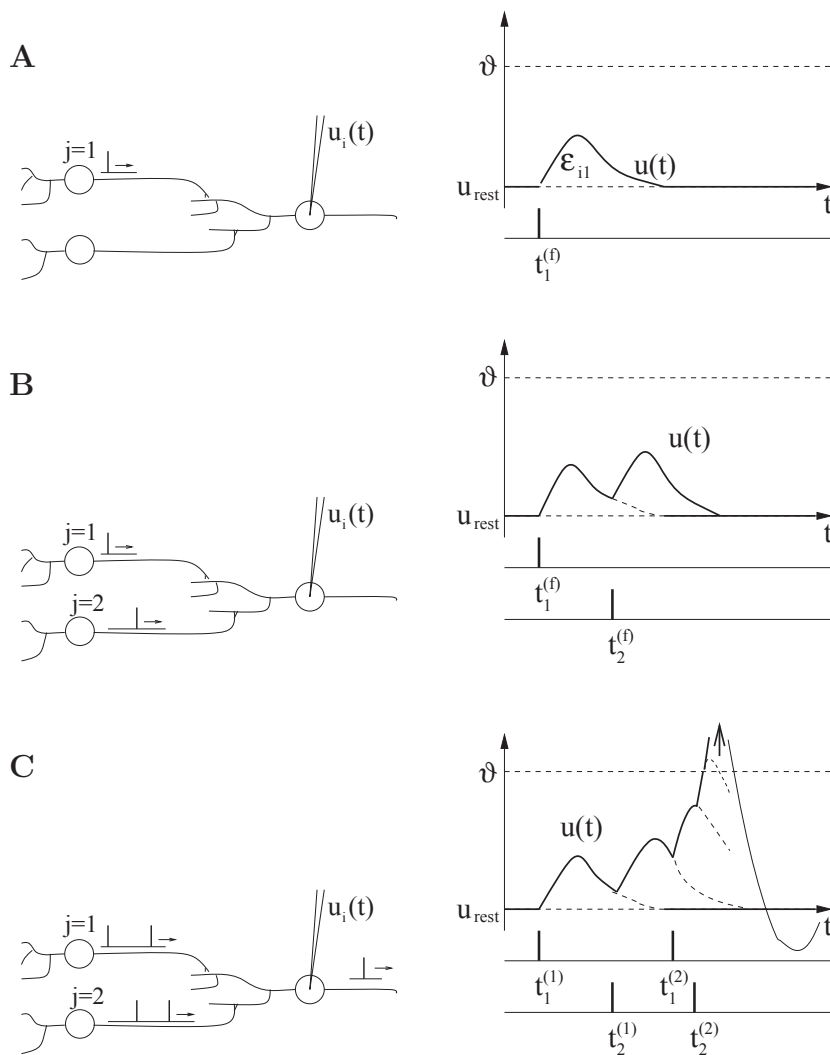 A
ϑ
j=1
u_i(t)
ε_i1
u(t)
u_rest
t
t_1^(f)
B
ϑ
j=1
j=2
u_i(t)
u(t)
u_rest
t
t_1^(f)
t_2^(f)
C
ϑ
j=1
j=2
u_i(t)
u(t)
u_rest
t
t_1^(1)
t_1^(2)
t_2^(1)
t_2^(2)